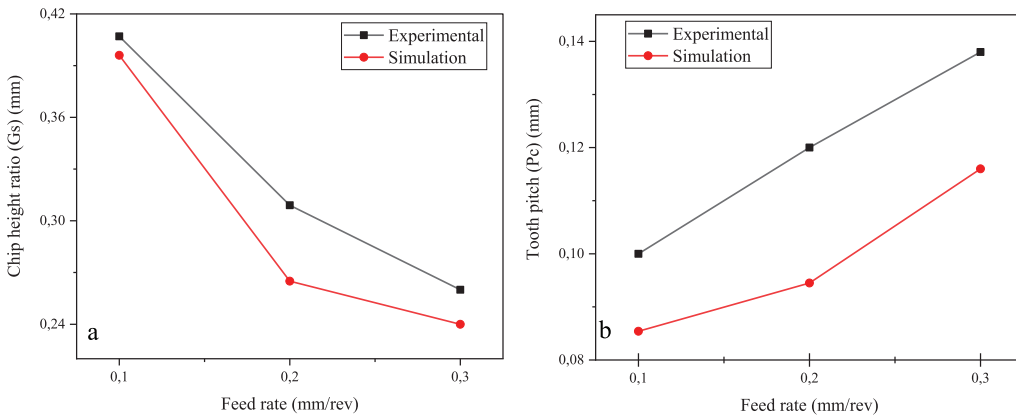 Chip height ratio (Gs) (mm)
0,42
0,36
0,30
0,24
Experimental
Simulation
a
0,1
0,2
0,3
Feed rate (mm/rev)
Tooth pitch (Pc) (mm)
0,14
0,12
0,10
0,08
Experimental
Simulation
b
0,1
0,2
0,3
Feed rate (mm/rev)